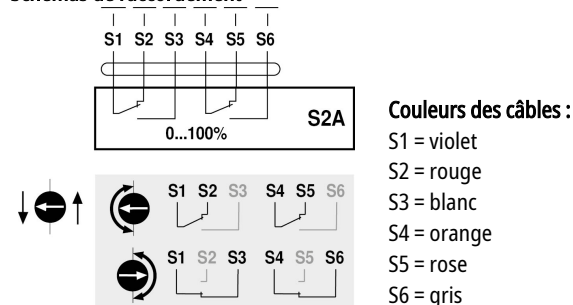 Schémas de raccordement
S1 S2 S3 S4 S5 S6
S2A
0...100%
S1 S2 S3 S4 S5 S6
S1 S2 S3 S4 S5 S6
Couleurs des câbles :
S1 = violet
S2 = rouge
S3 = blanc
S4 = orange
S5 = rose
S6 = gris